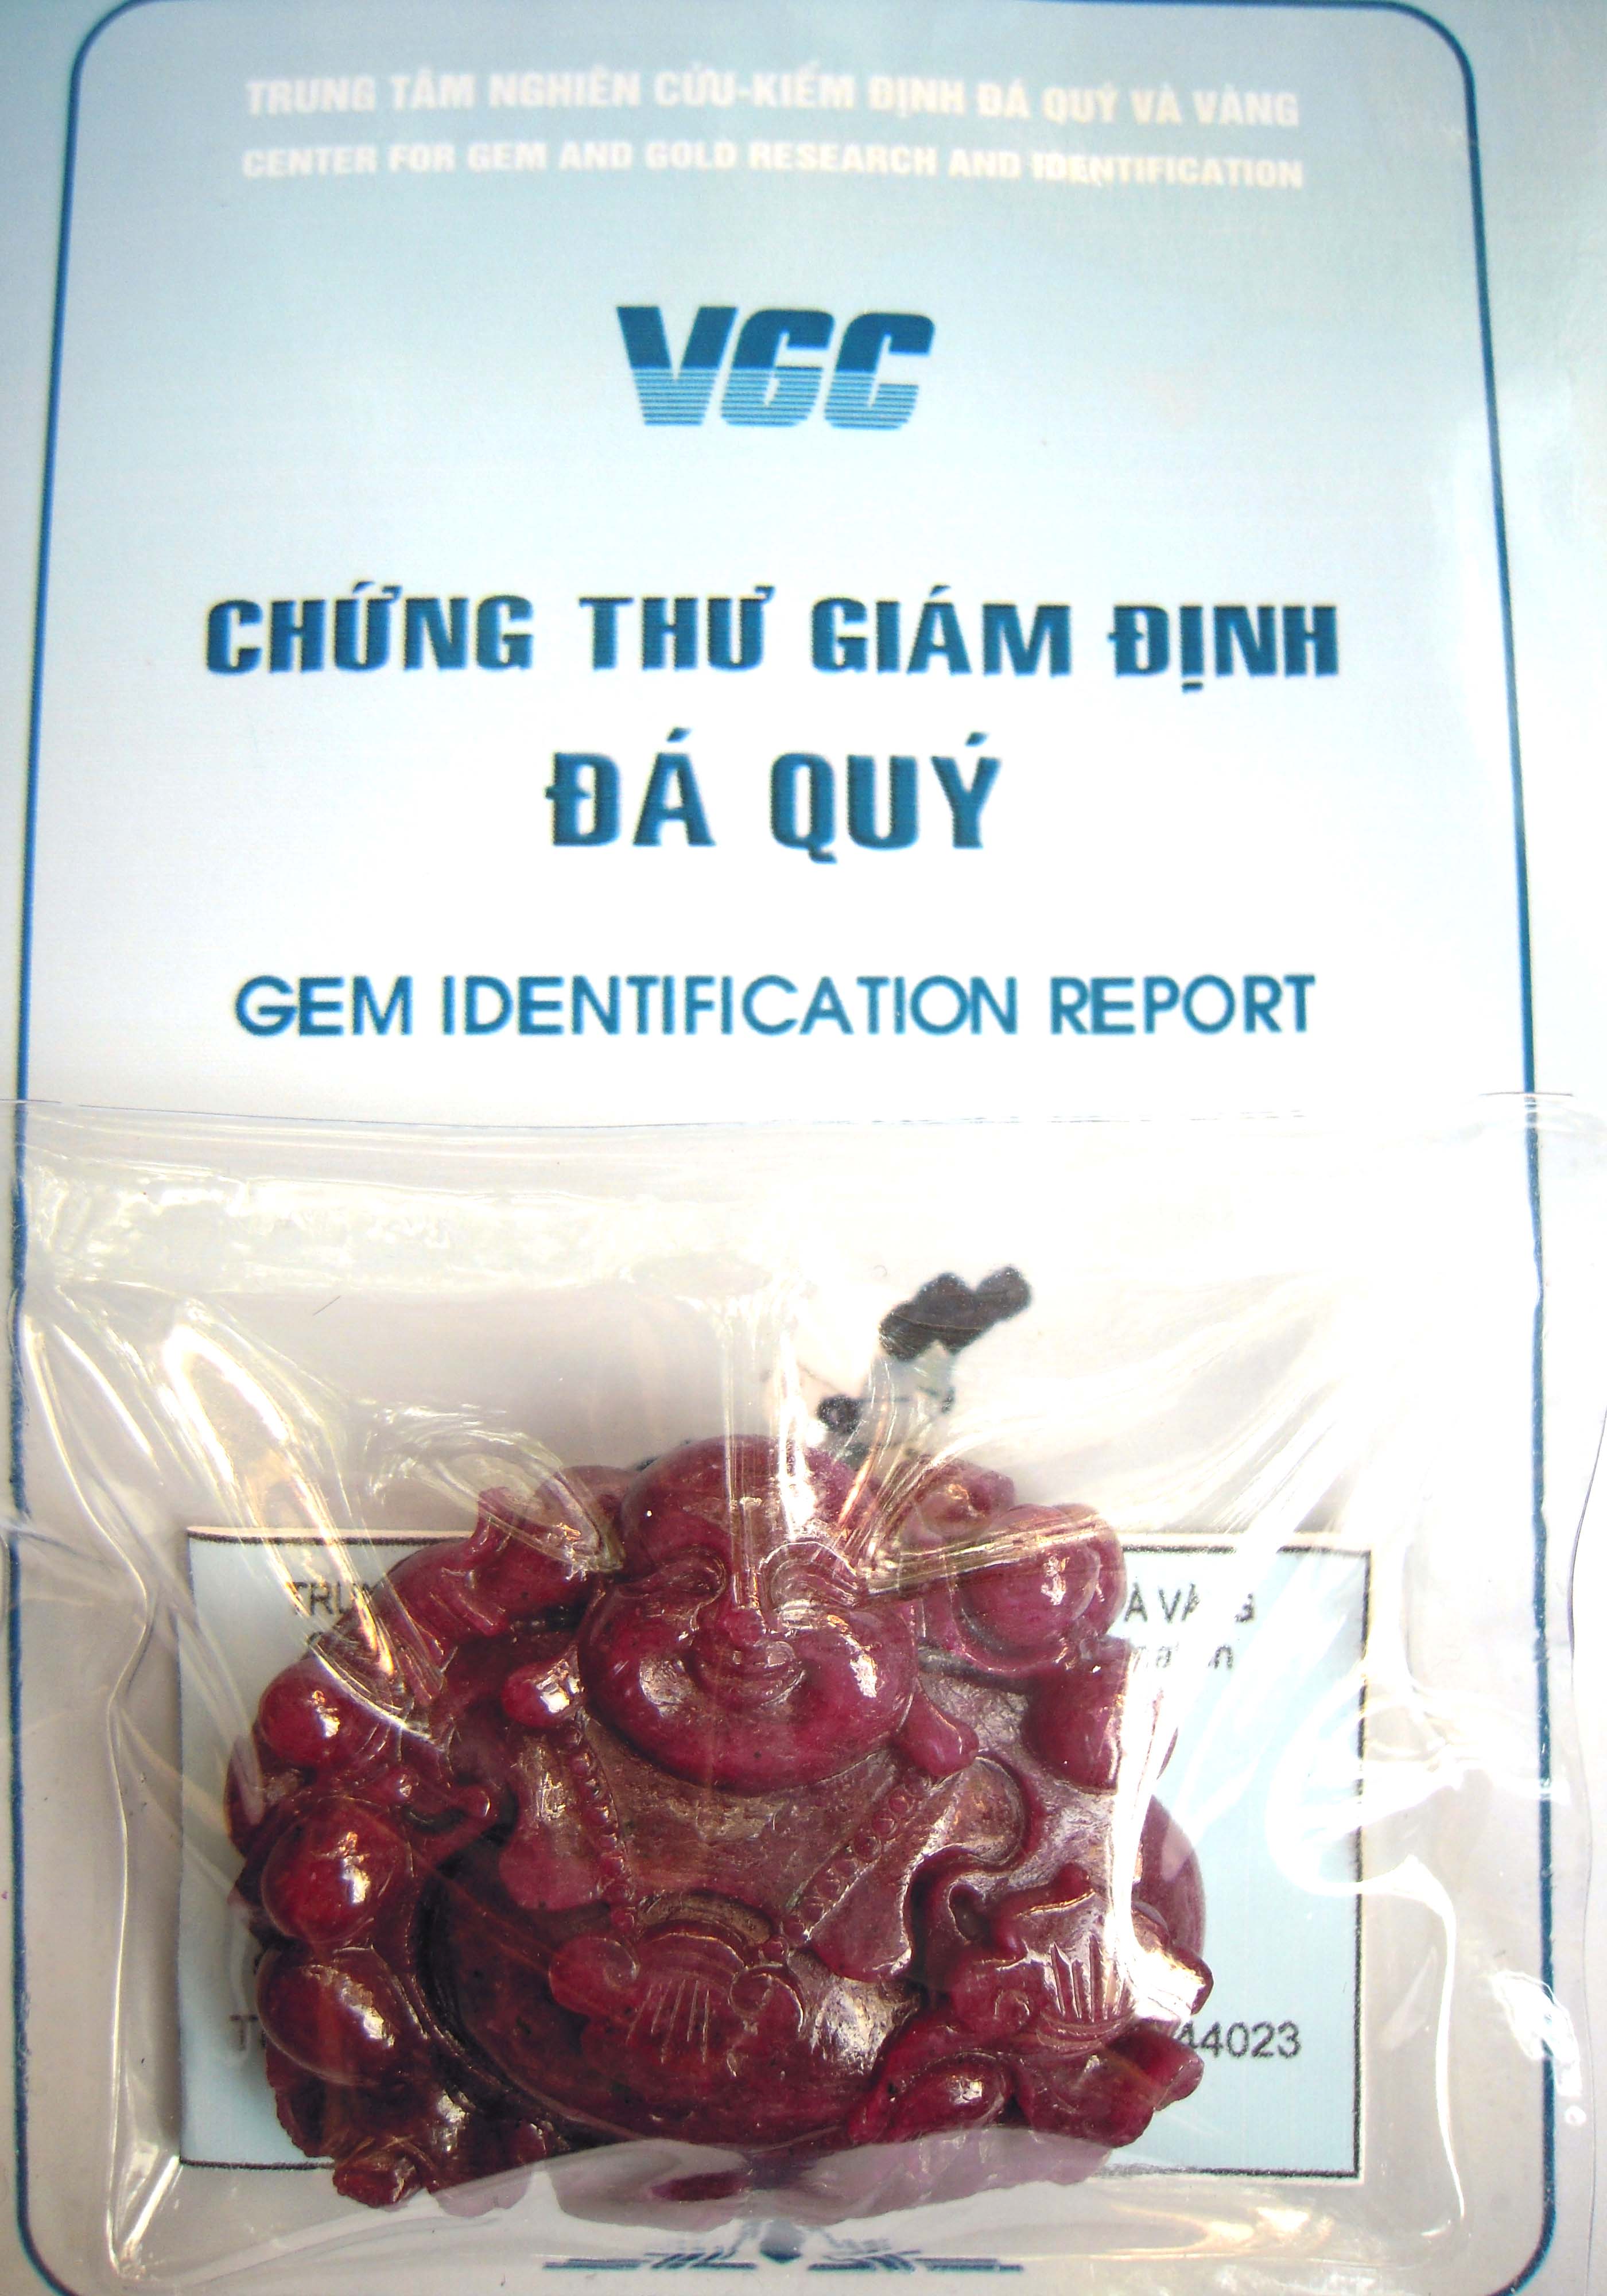 TRUNG TÂM NGHIÊN CỨU-KIỂM ĐỊNH ĐÁ QUÝ VÀ VÀNG
CENTER FOR GEM AND GOLD RESEARCH AND IDENTIFICATION
VGC
CHỨNG THƯ GIÁM ĐỊNH
ĐÁ QUÝ
GEM IDENTIFICATION REPORT
44023